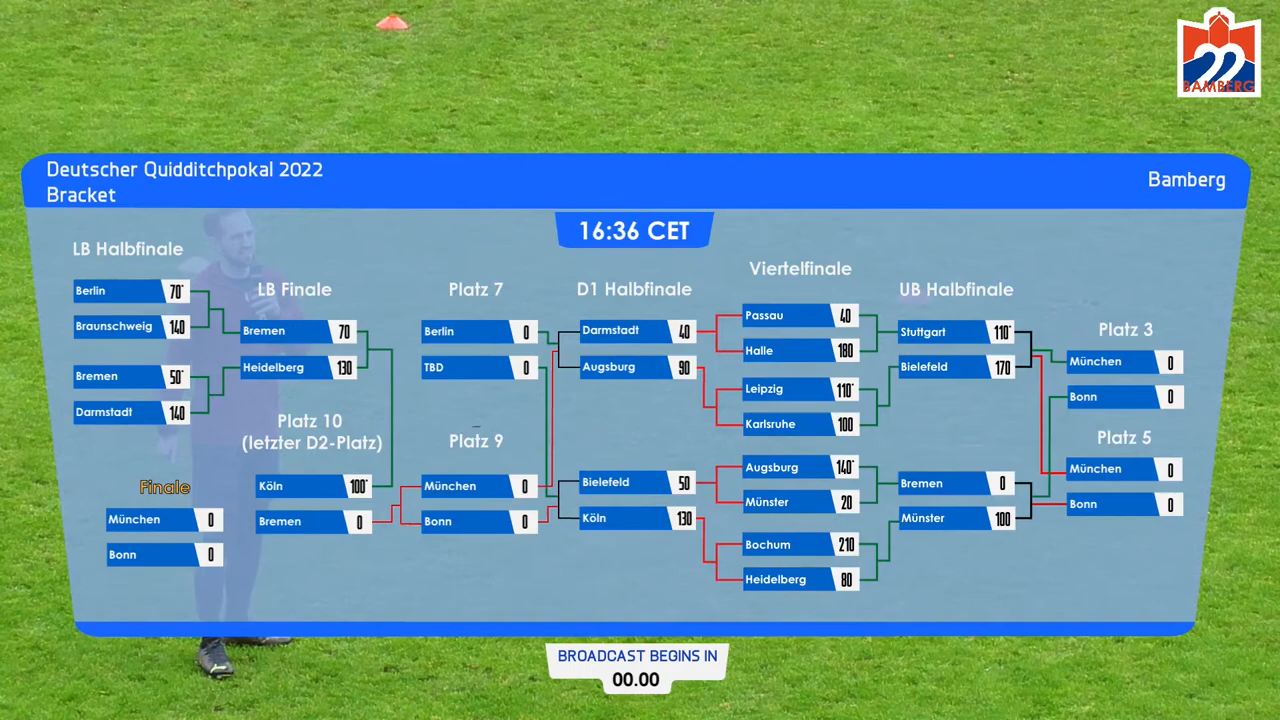 BAMBERG
Deutscher Quidditchpokal 2022
Bracket
Bamberg
16:36 CET
LB Halbfinale
Berlin 70*
Braunschweig 140
Bremen 50*
Darmstadt 140
Finale
München 0
Bonn 0
LB Finale
Bremen 70
Heidelberg 130
Platz 10
(letzter D2-Platz)
Köln 100*
Bremen 0
Platz 7
Berlin 0
TBD 0
Platz 9
München 0
Bonn 0
D1 Halbfinale
Darmstadt 40
Augsburg 90
Bielefeld 50
Köln 130
Viertelfinale
Passau 40
Halle 180
Leipzig 110*
Karlsruhe 100
Augsburg 140*
Münster 20
Bochum 210
Heidelberg 80
UB Halbfinale
Stuttgart 110*
Bielefeld 170
Bremen 0
Münster 100
Platz 3
München 0
Bonn 0
Platz 5
München 0
Bonn 0
BROADCAST BEGINS IN
00.00